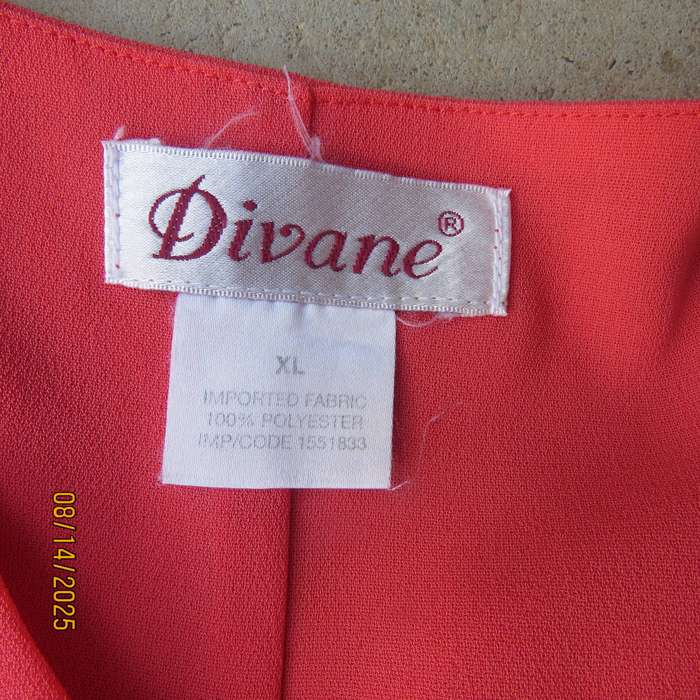 Divane®
XL
IMPORTED FABRIC
100% POLYESTER
IMP/CODE 1551833
08/14/2025